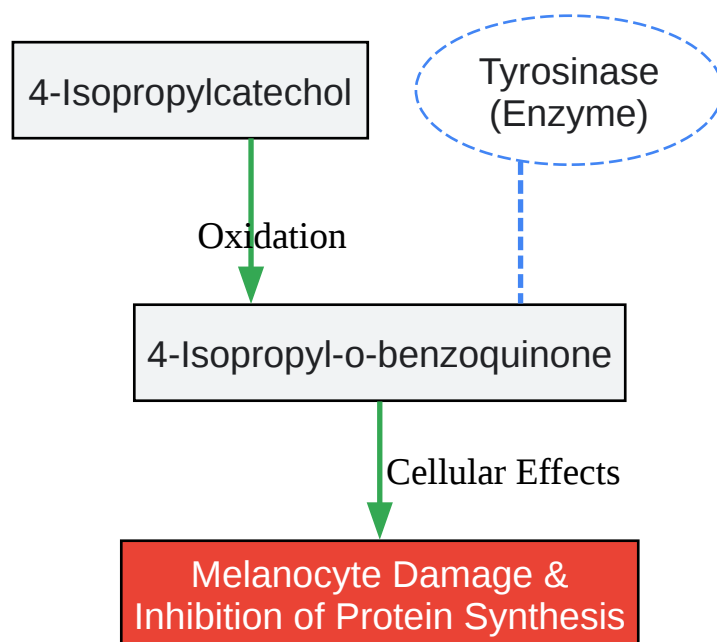 4-Isopropylcatechol
Tyrosinase
(Enzyme)
Oxidation
4-Isopropyl-o-benzoquinone
Cellular Effects
Melanocyte Damage &
Inhibition of Protein Synthesis